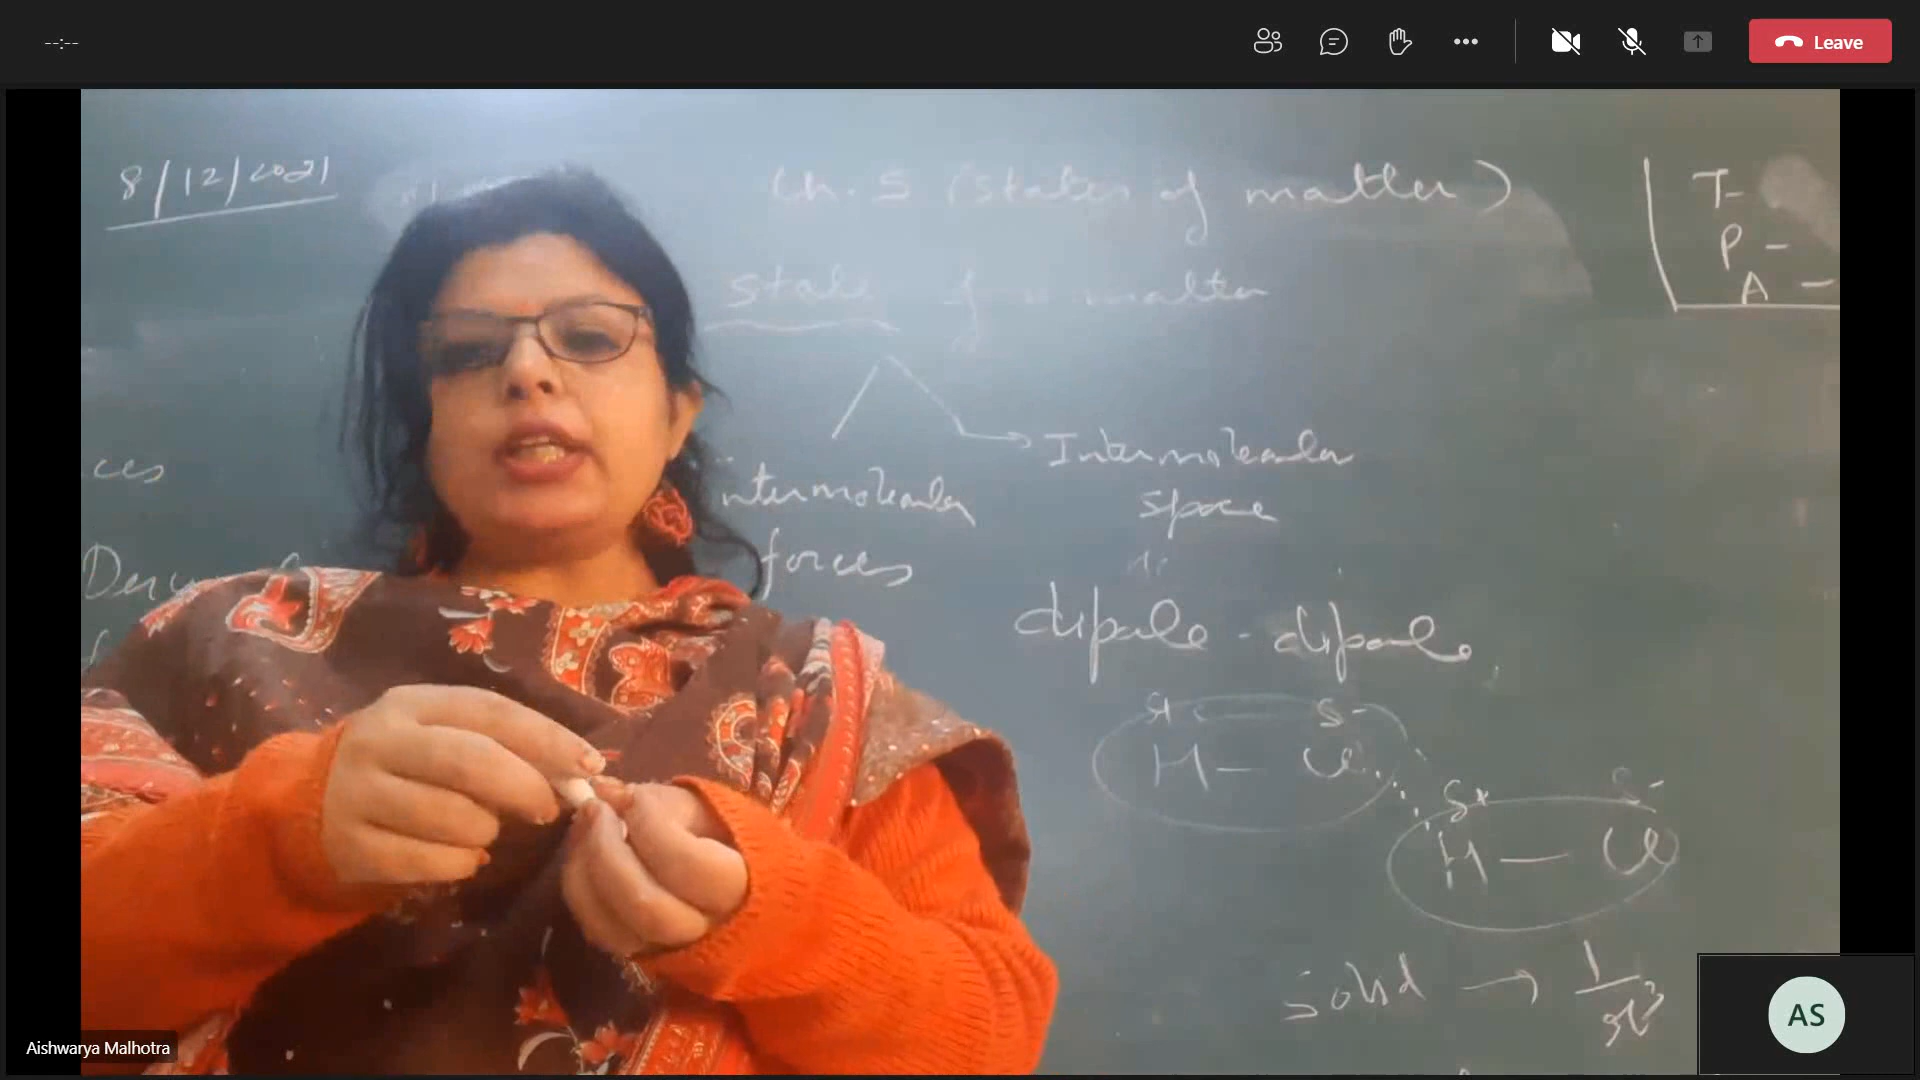 --:--
Leave
8/12/2021
Ch. 5 (States of matter)
T-
P -
A -
State of matter
Intermolecular
space
ntermolecular
forces
ces
dipole - dipole
δ+ δ-
H - Cl
δ+ δ-
H - Cl
solid → 1/r³
Aishwarya Malhotra
AS